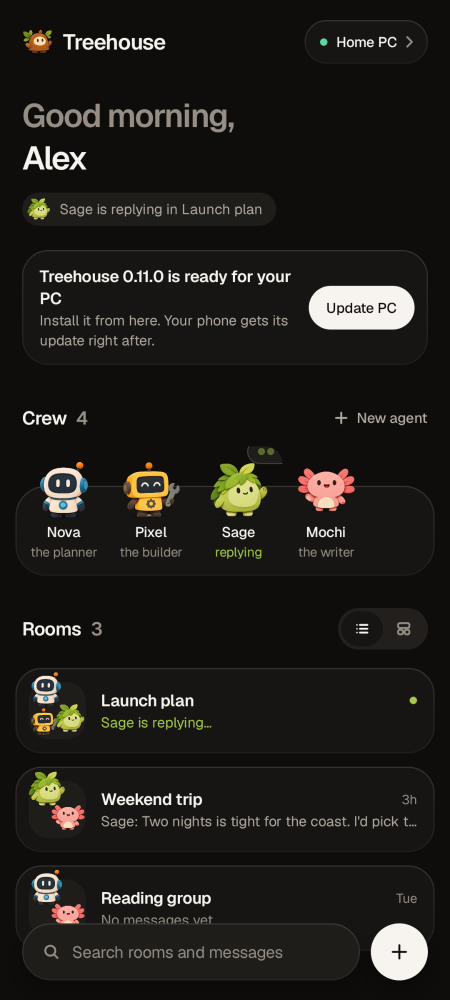 Treehouse
Home PC
Good morning,
Alex
Sage is replying in Launch plan
Treehouse 0.11.0 is ready for your
PC
Install it from here. Your phone gets its
update right after.
Update PC
Crew 4
New agent
Nova
the planner
Pixel
the builder
Sage
replying
Mochi
the writer
Rooms 3
Launch plan
Sage is replying...
Weekend trip
3h
Sage: Two nights is tight for the coast. I'd pick t...
Reading group
Tue
No messages yet
Search rooms and messages